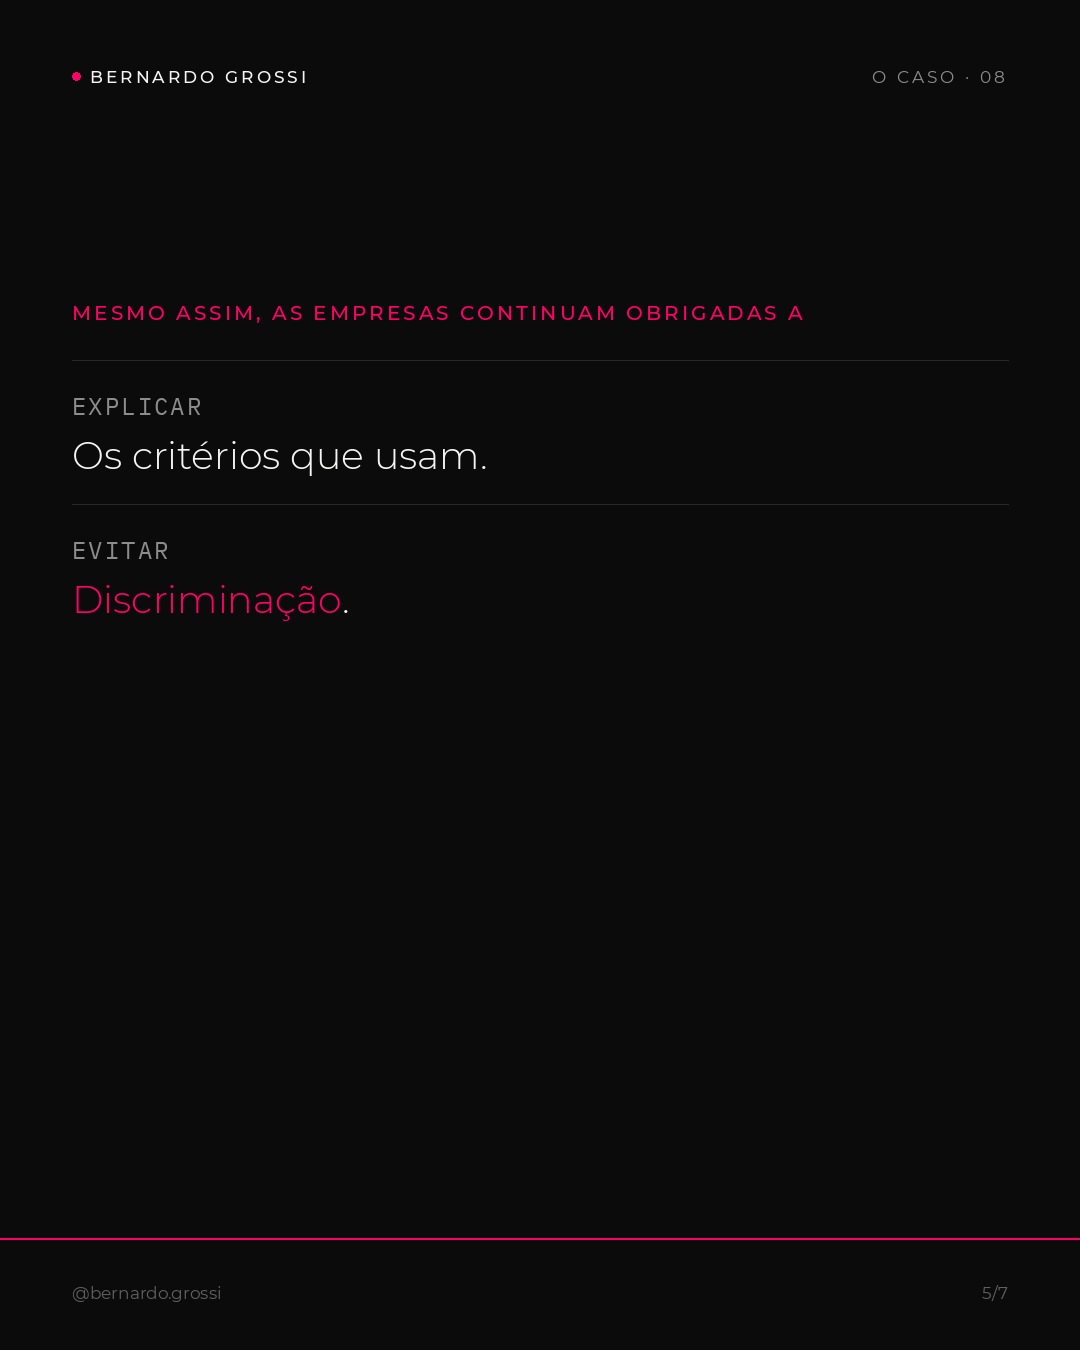 BERNARDO GROSSI
O CASO · 08
MESMO ASSIM, AS EMPRESAS CONTINUAM OBRIGADAS A
EXPLICAR
Os critérios que usam.
EVITAR
Discriminação.
@bernardo.grossi
5/7